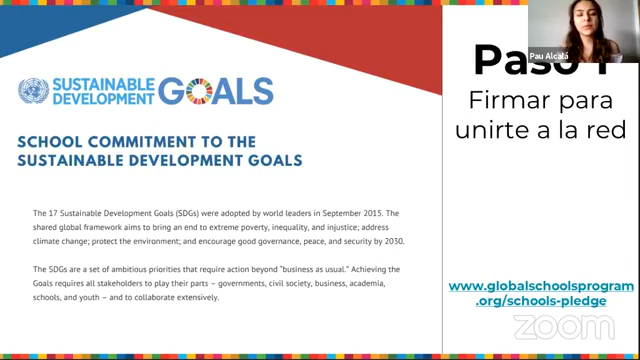 Pau Alcalá
SUSTAINABLE
DEVELOPMENT
GOALS
SCHOOL COMMITMENT TO THE
SUSTAINABLE DEVELOPMENT GOALS
The 17 Sustainable Development Goals (SDGs) were adopted by world leaders in September 2015. The
shared global framework aims to bring an end to extreme poverty, inequality, and injustice; address
climate change; protect the environment; and encourage good governance, peace, and security by 2030.
The SDGs are a set of ambitious priorities that require action beyond “business as usual.” Achieving the
Goals requires all stakeholders to play their parts – governments, civil society, business, academia,
schools, and youth – and to collaborate extensively.
Paso 1
Firmar para
unirte a la red
www.globalschoolsprogram
.org/schools-pledge
zoom